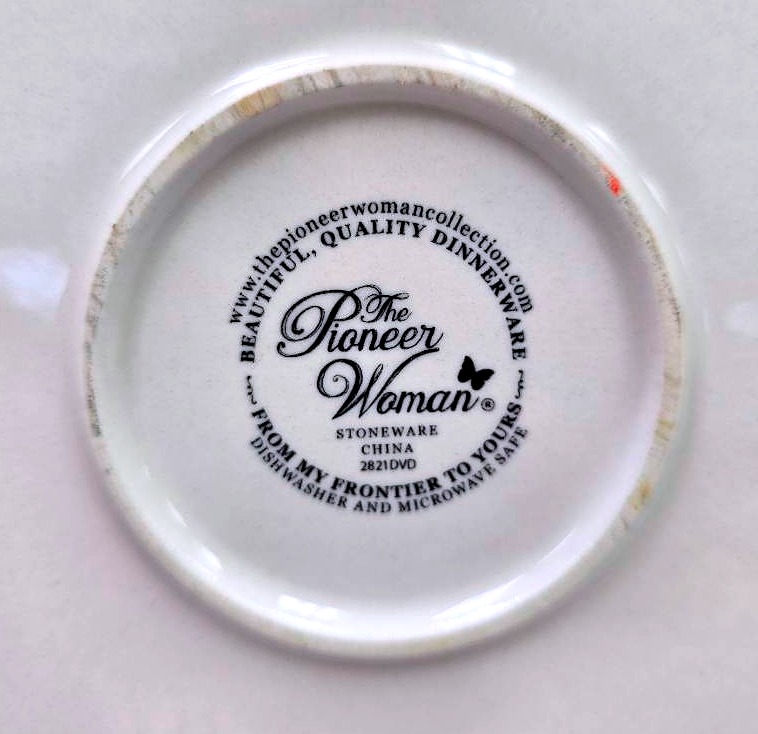 www.thepioneerwomancollection.com
BEAUTIFUL, QUALITY DINNERWARE
The
Pioneer
Woman®
STONEWARE
CHINA
2821DVD
FROM MY FRONTIER TO YOURS
DISHWASHER AND MICROWAVE SAFE